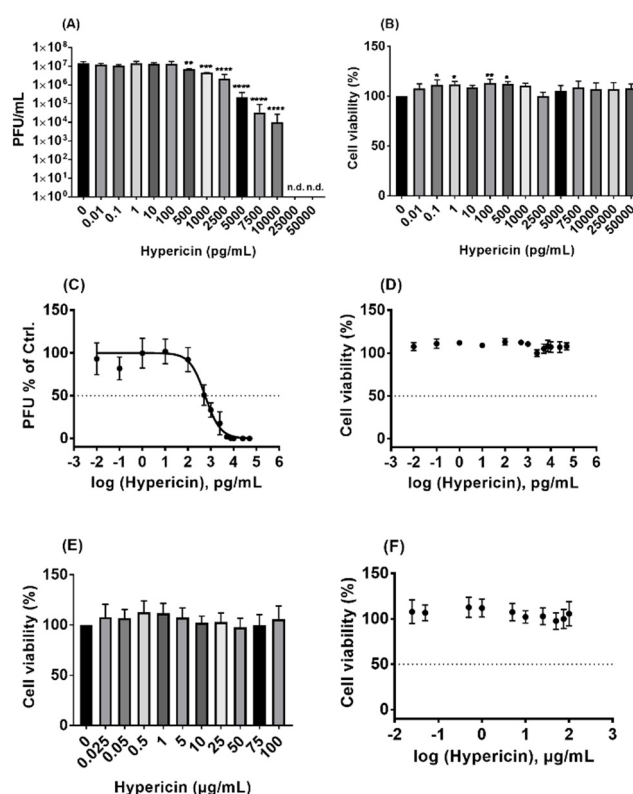 (A)
PFU/mL
1×10⁸
1×10⁷
1×10⁶
1×10⁵
1×10⁴
1×10³
1×10²
1×10¹
1×10⁰
** *** **** **** **** ****
n.d. n.d.
0 0.01 0.1 1 10 100 500 1000 2500 5000 7500 10000 25000 50000
Hypericin (pg/mL)
(B)
Cell viability (%)
150
100
50
0
* * ** *
0 0.01 0.1 1 10 100 500 1000 2500 5000 7500 10000 25000 50000
Hypericin (pg/mL)
(C)
PFU % of Ctrl.
150
100
50
0
-3 -2 -1 0 1 2 3 4 5 6
log (Hypericin), pg/mL
(D)
Cell viability (%)
150
100
50
0
-3 -2 -1 0 1 2 3 4 5 6
log (Hypericin), pg/mL
(E)
Cell viability (%)
150
100
50
0
0 0.025 0.05 0.5 1 5 10 25 50 75 100
Hypericin (µg/mL)
(F)
Cell viability (%)
150
100
50
0
-2 -1 0 1 2 3
log (Hypericin), µg/mL